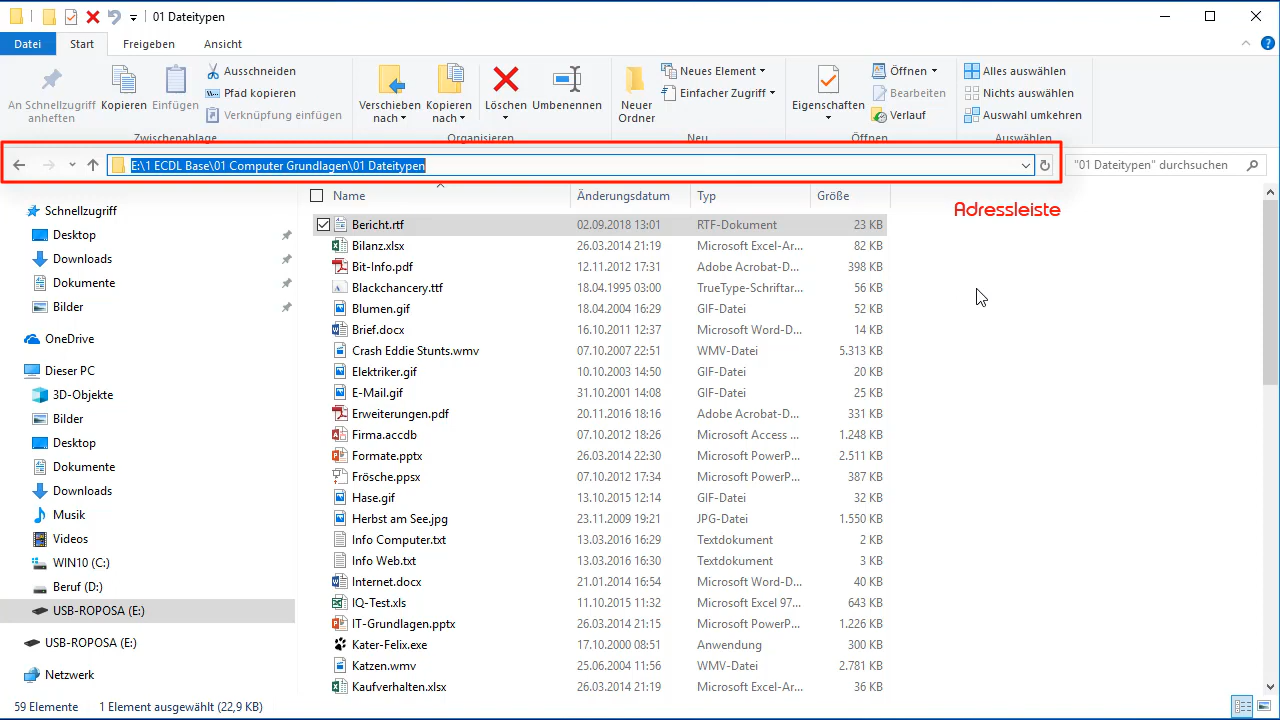 01 Dateitypen
Datei Start Freigeben Ansicht
An Schnellzugriff anheften
Kopieren
Einfügen
Ausschneiden
Pfad kopieren
Verknüpfung einfügen
Zwischenablage
Verschieben nach
Kopieren nach
Löschen
Umbenennen
Organisieren
Neuer Ordner
Neues Element
Einfacher Zugriff
Neu
Eigenschaften
Öffnen
Bearbeiten
Verlauf
Öffnen
Alles auswählen
Nichts auswählen
Auswahl umkehren
Auswählen
E:\1 ECDL Base\01 Computer Grundlagen\01 Dateitypen
"01 Dateitypen" durchsuchen
Adressleiste
Schnellzugriff
Desktop
Downloads
Dokumente
Bilder
OneDrive
Dieser PC
3D-Objekte
Bilder
Desktop
Dokumente
Downloads
Musik
Videos
WIN10 (C:)
Beruf (D:)
USB-ROPOSA (E:)
USB-ROPOSA (E:)
Netzwerk
Name Änderungsdatum Typ Größe
Bericht.rtf 02.09.2018 13:01 RTF-Dokument 23 KB
Bilanz.xlsx 26.03.2014 21:19 Microsoft Excel-Ar... 82 KB
Bit-Info.pdf 12.11.2012 17:31 Adobe Acrobat-D... 398 KB
Blackchancery.ttf 18.04.1995 03:00 TrueType-Schriftar... 56 KB
Blumen.gif 18.04.2004 16:29 GIF-Datei 52 KB
Brief.docx 16.10.2011 12:37 Microsoft Word-D... 14 KB
Crash Eddie Stunts.wmv 07.10.2007 22:51 WMV-Datei 5.313 KB
Elektriker.gif 10.10.2003 14:50 GIF-Datei 20 KB
E-Mail.gif 31.10.2001 14:08 GIF-Datei 25 KB
Erweiterungen.pdf 20.11.2016 18:16 Adobe Acrobat-D... 331 KB
Firma.accdb 07.10.2012 18:26 Microsoft Access ... 1.248 KB
Formate.pptx 26.03.2014 22:30 Microsoft PowerP... 2.511 KB
Frösche.ppsx 07.10.2012 17:34 Microsoft PowerP... 387 KB
Hase.gif 13.10.2015 12:14 GIF-Datei 32 KB
Herbst am See.jpg 23.11.2009 19:21 JPG-Datei 1.550 KB
Info Computer.txt 13.03.2016 16:29 Textdokument 2 KB
Info Web.txt 13.03.2016 16:30 Textdokument 3 KB
Internet.docx 21.01.2014 16:54 Microsoft Word-D... 40 KB
IQ-Test.xls 11.10.2015 11:32 Microsoft Excel 97... 643 KB
IT-Grundlagen.pptx 26.03.2014 21:15 Microsoft PowerP... 1.226 KB
Kater-Felix.exe 17.10.2000 08:51 Anwendung 300 KB
Katzen.wmv 25.06.2004 11:56 WMV-Datei 2.781 KB
Kaufverhalten.xlsx 26.03.2014 21:19 Microsoft Excel-Ar... 36 KB
59 Elemente 1 Element ausgewählt (22,9 KB)